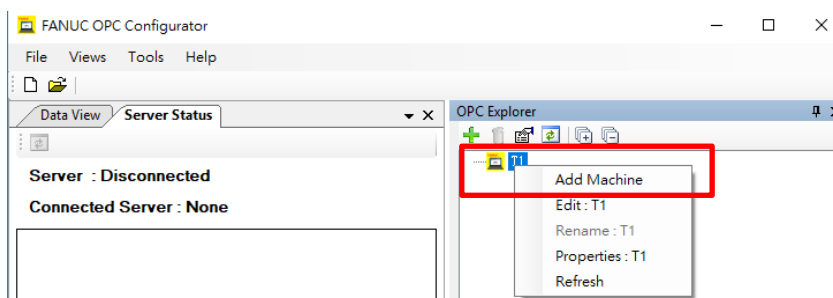 FANUC OPC Configurator
File Views Tools Help
Data View Server Status
Server : Disconnected
Connected Server : None
OPC Explorer
T1
Add Machine
Edit : T1
Rename : T1
Properties : T1
Refresh